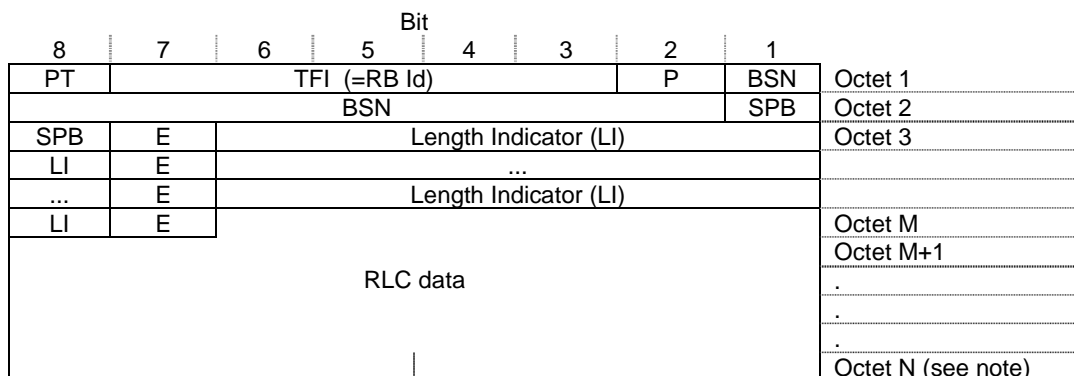 Bit
8 7 6 5 4 3 2 1
PT TFI (=RB Id) P BSN Octet 1
BSN SPB Octet 2
SPB E Length Indicator (LI) Octet 3
LI E ...
... E Length Indicator (LI)
LI E Octet M
Octet M+1
RLC data .
.
.
Octet N (see note)